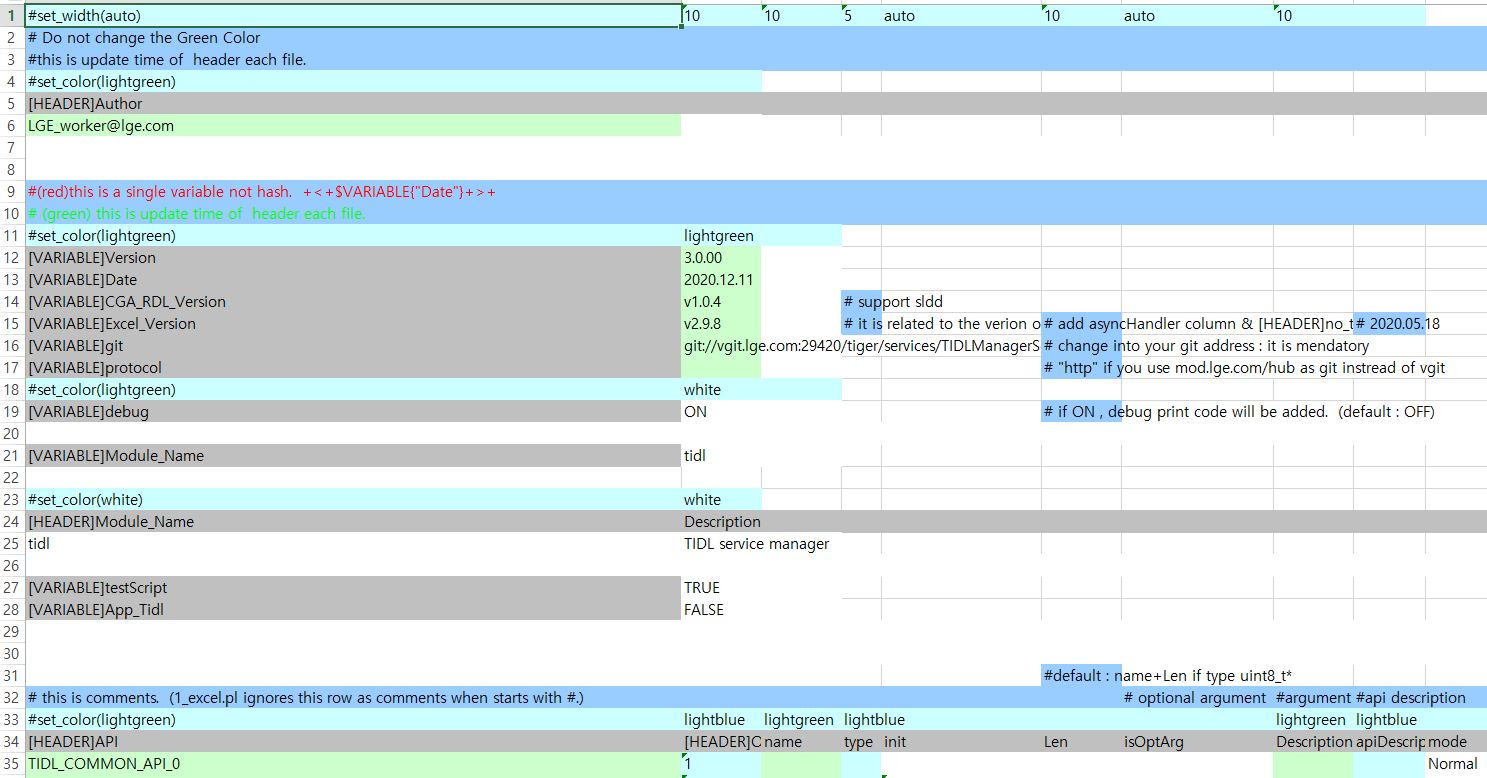 1 #set_width(auto) 10 10 5 auto 10 auto 10
2 # Do not change the Green Color
3 #this is update time of  header each file.
4 #set_color(lightgreen)
5 [HEADER]Author
6 LGE_worker@lge.com
7
8
9 #(red)this is a single variable not hash.  +<+$VARIABLE{"Date"}+>+
10 # (green) this is update time of  header each file.
11 #set_color(lightgreen) lightgreen
12 [VARIABLE]Version 3.0.00
13 [VARIABLE]Date 2020.12.11
14 [VARIABLE]CGA_RDL_Version v1.0.4 # support sldd
15 [VARIABLE]Excel_Version v2.9.8 # it is related to the verion o # add asyncHandler column & [HEADER]no_t # 2020.05.18
16 [VARIABLE]git git://vgit.lge.com:29420/tiger/services/TIDLManagerS # change into your git address : it is mendatory
17 [VARIABLE]protocol # "http" if you use mod.lge.com/hub as git instread of vgit
18 #set_color(lightgreen) white
19 [VARIABLE]debug ON # if ON , debug print code will be added.  (default : OFF)
20
21 [VARIABLE]Module_Name tidl
22
23 #set_color(white) white
24 [HEADER]Module_Name Description
25 tidl TIDL service manager
26
27 [VARIABLE]testScript TRUE
28 [VARIABLE]App_Tidl FALSE
29
30
31 #default : name+Len if type uint8_t*
32 # this is comments.  (1_excel.pl ignores this row as comments when starts with #.) # optional argument #argument #api description
33 #set_color(lightgreen) lightblue lightgreen lightblue lightgreen lightblue
34 [HEADER]API [HEADER]C name type init Len isOptArg Description apiDescrip mode
35 TIDL_COMMON_API_0 1 Normal